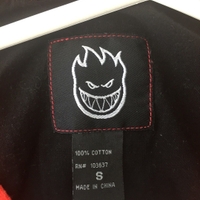 100% COTTON
RN# 103637
S
MADE IN CHINA